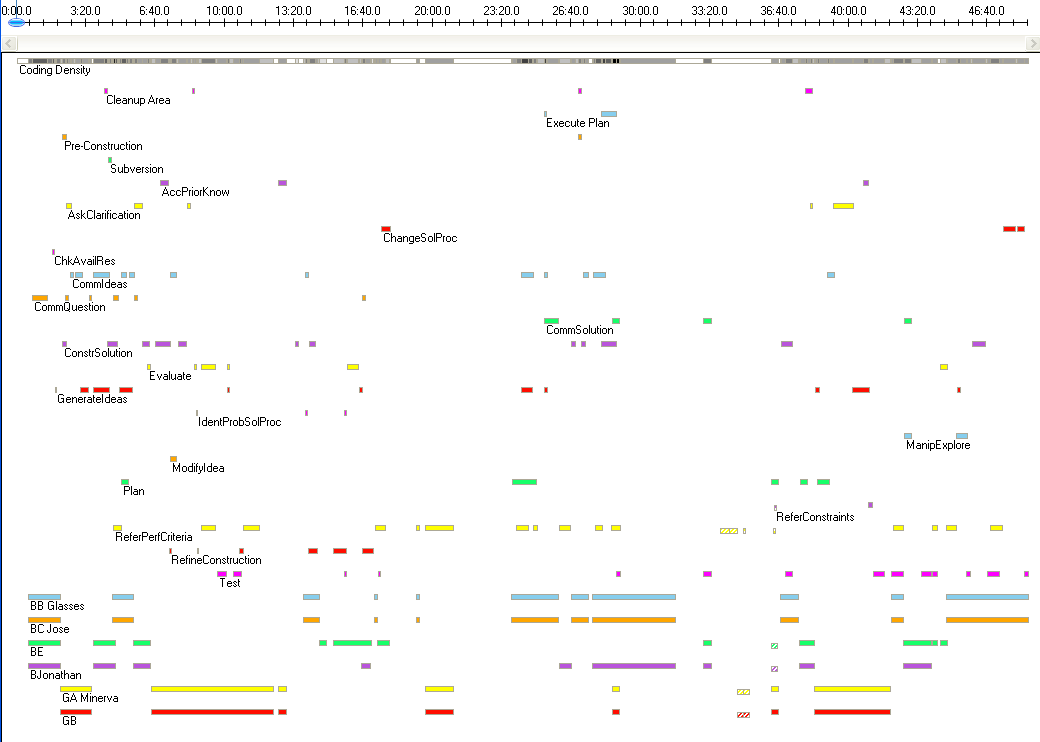 0:00.0 3:20.0 6:40.0 10:00.0 13:20.0 16:40.0 20:00.0 23:20.0 26:40.0 30:00.0 33:20.0 36:40.0 40:00.0 43:20.0 46:40.0
Coding Density
Cleanup Area
Execute Plan
Pre-Construction
Subversion
AccPriorKnow
AskClarification
ChangeSolProc
ChkAvailRes
CommIdeas
CommQuestion
CommSolution
ConstrSolution
Evaluate
GenerateIdeas
IdentProbSolProc
ManipExplore
ModifyIdea
Plan
ReferConstraints
ReferPerfCriteria
RefineConstruction
Test
BB Glasses
BC Jose
BE
BJonathan
GA Minerva
GB